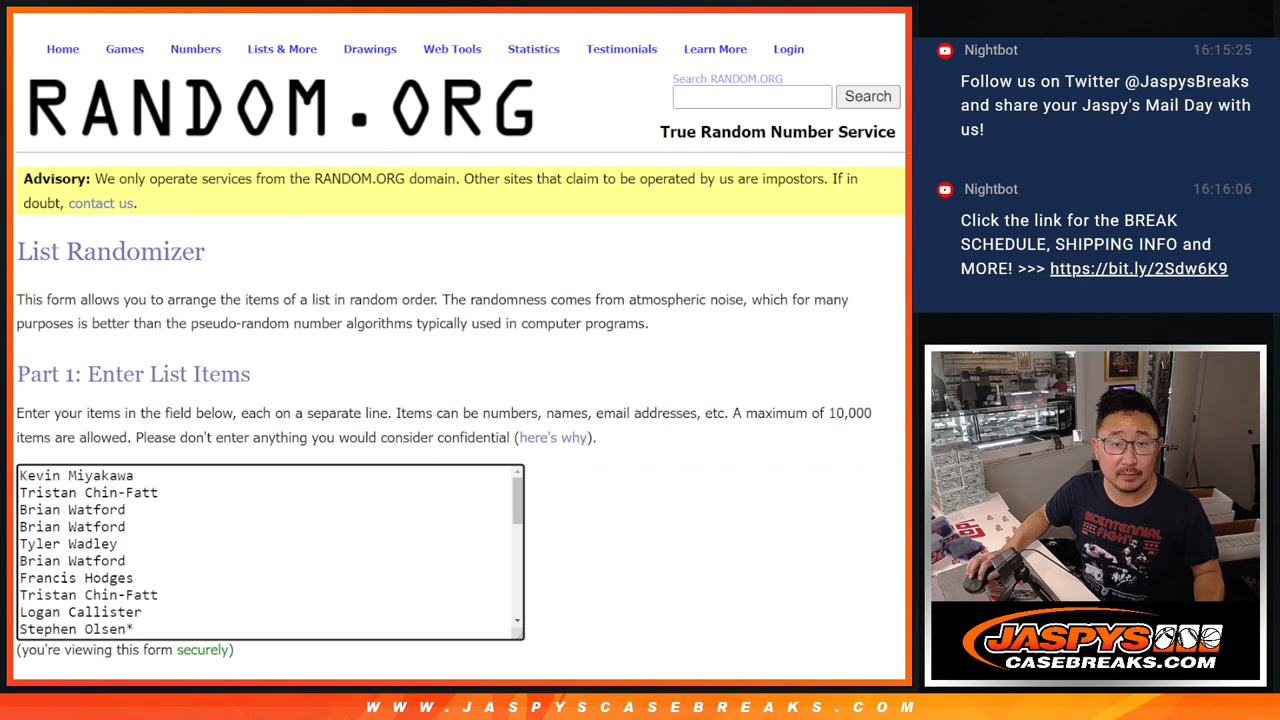 Home Games Numbers Lists & More Drawings Web Tools Statistics Testimonials Learn More Login
RANDOM.ORG
Search RANDOM.ORG
Search
True Random Number Service
Advisory: We only operate services from the RANDOM.ORG domain. Other sites that claim to be operated by us are impostors. If in
doubt, contact us.
List Randomizer
This form allows you to arrange the items of a list in random order. The randomness comes from atmospheric noise, which for many
purposes is better than the pseudo-random number algorithms typically used in computer programs.
Part 1: Enter List Items
Enter your items in the field below, each on a separate line. Items can be numbers, names, email addresses, etc. A maximum of 10,000
items are allowed. Please don't enter anything you would consider confidential (here's why).
Kevin Miyakawa
Tristan Chin-Fatt
Brian Watford
Brian Watford
Tyler Wadley
Brian Watford
Francis Hodges
Tristan Chin-Fatt
Logan Callister
Stephen Olsen*
(you're viewing this form securely)
Nightbot 16:15:25
Follow us on Twitter @JaspysBreaks
and share your Jaspy's Mail Day with
us!
Nightbot 16:16:06
Click the link for the BREAK
SCHEDULE, SHIPPING INFO and
MORE! >>> https://bit.ly/2Sdw6K9
BICENTENNIAL
FIGHT
JASPYS
CASEBREAKS.COM
WWW.JASPYSCASEBREAKS.COM